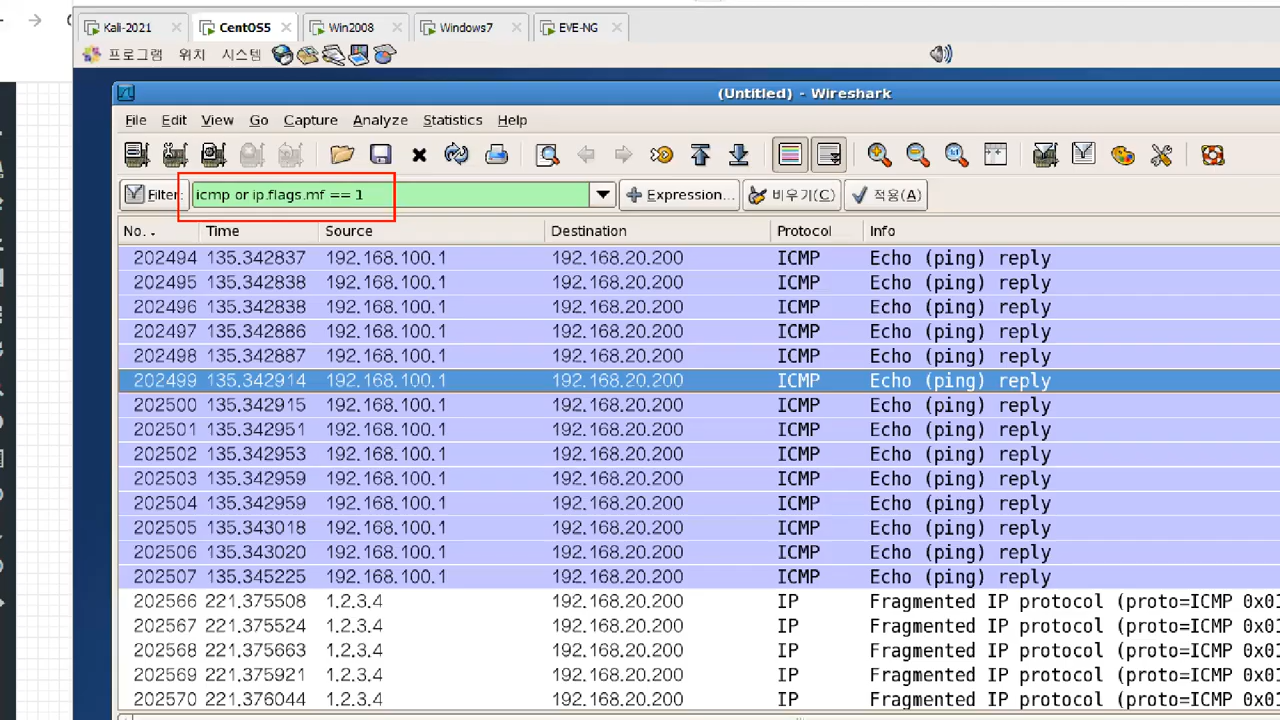 Kali-2021 CentOS5 Win2008 Windows7 EVE-NG
프로그램 위치 시스템
(Untitled) - Wireshark
File Edit View Go Capture Analyze Statistics Help
Filter: icmp or ip.flags.mf == 1 Expression... 비우기(C) 적용(A)
No. . Time Source Destination Protocol Info
202494 135.342837 192.168.100.1 192.168.20.200 ICMP Echo (ping) reply
202495 135.342838 192.168.100.1 192.168.20.200 ICMP Echo (ping) reply
202496 135.342838 192.168.100.1 192.168.20.200 ICMP Echo (ping) reply
202497 135.342886 192.168.100.1 192.168.20.200 ICMP Echo (ping) reply
202498 135.342887 192.168.100.1 192.168.20.200 ICMP Echo (ping) reply
202499 135.342914 192.168.100.1 192.168.20.200 ICMP Echo (ping) reply
202500 135.342915 192.168.100.1 192.168.20.200 ICMP Echo (ping) reply
202501 135.342951 192.168.100.1 192.168.20.200 ICMP Echo (ping) reply
202502 135.342953 192.168.100.1 192.168.20.200 ICMP Echo (ping) reply
202503 135.342959 192.168.100.1 192.168.20.200 ICMP Echo (ping) reply
202504 135.342959 192.168.100.1 192.168.20.200 ICMP Echo (ping) reply
202505 135.343018 192.168.100.1 192.168.20.200 ICMP Echo (ping) reply
202506 135.343020 192.168.100.1 192.168.20.200 ICMP Echo (ping) reply
202507 135.345225 192.168.100.1 192.168.20.200 ICMP Echo (ping) reply
202566 221.375508 1.2.3.4 192.168.20.200 IP Fragmented IP protocol (proto=ICMP 0x01
202567 221.375524 1.2.3.4 192.168.20.200 IP Fragmented IP protocol (proto=ICMP 0x01
202568 221.375663 1.2.3.4 192.168.20.200 IP Fragmented IP protocol (proto=ICMP 0x01
202569 221.375921 1.2.3.4 192.168.20.200 IP Fragmented IP protocol (proto=ICMP 0x01
202570 221.376044 1.2.3.4 192.168.20.200 IP Fragmented IP protocol (proto=ICMP 0x01